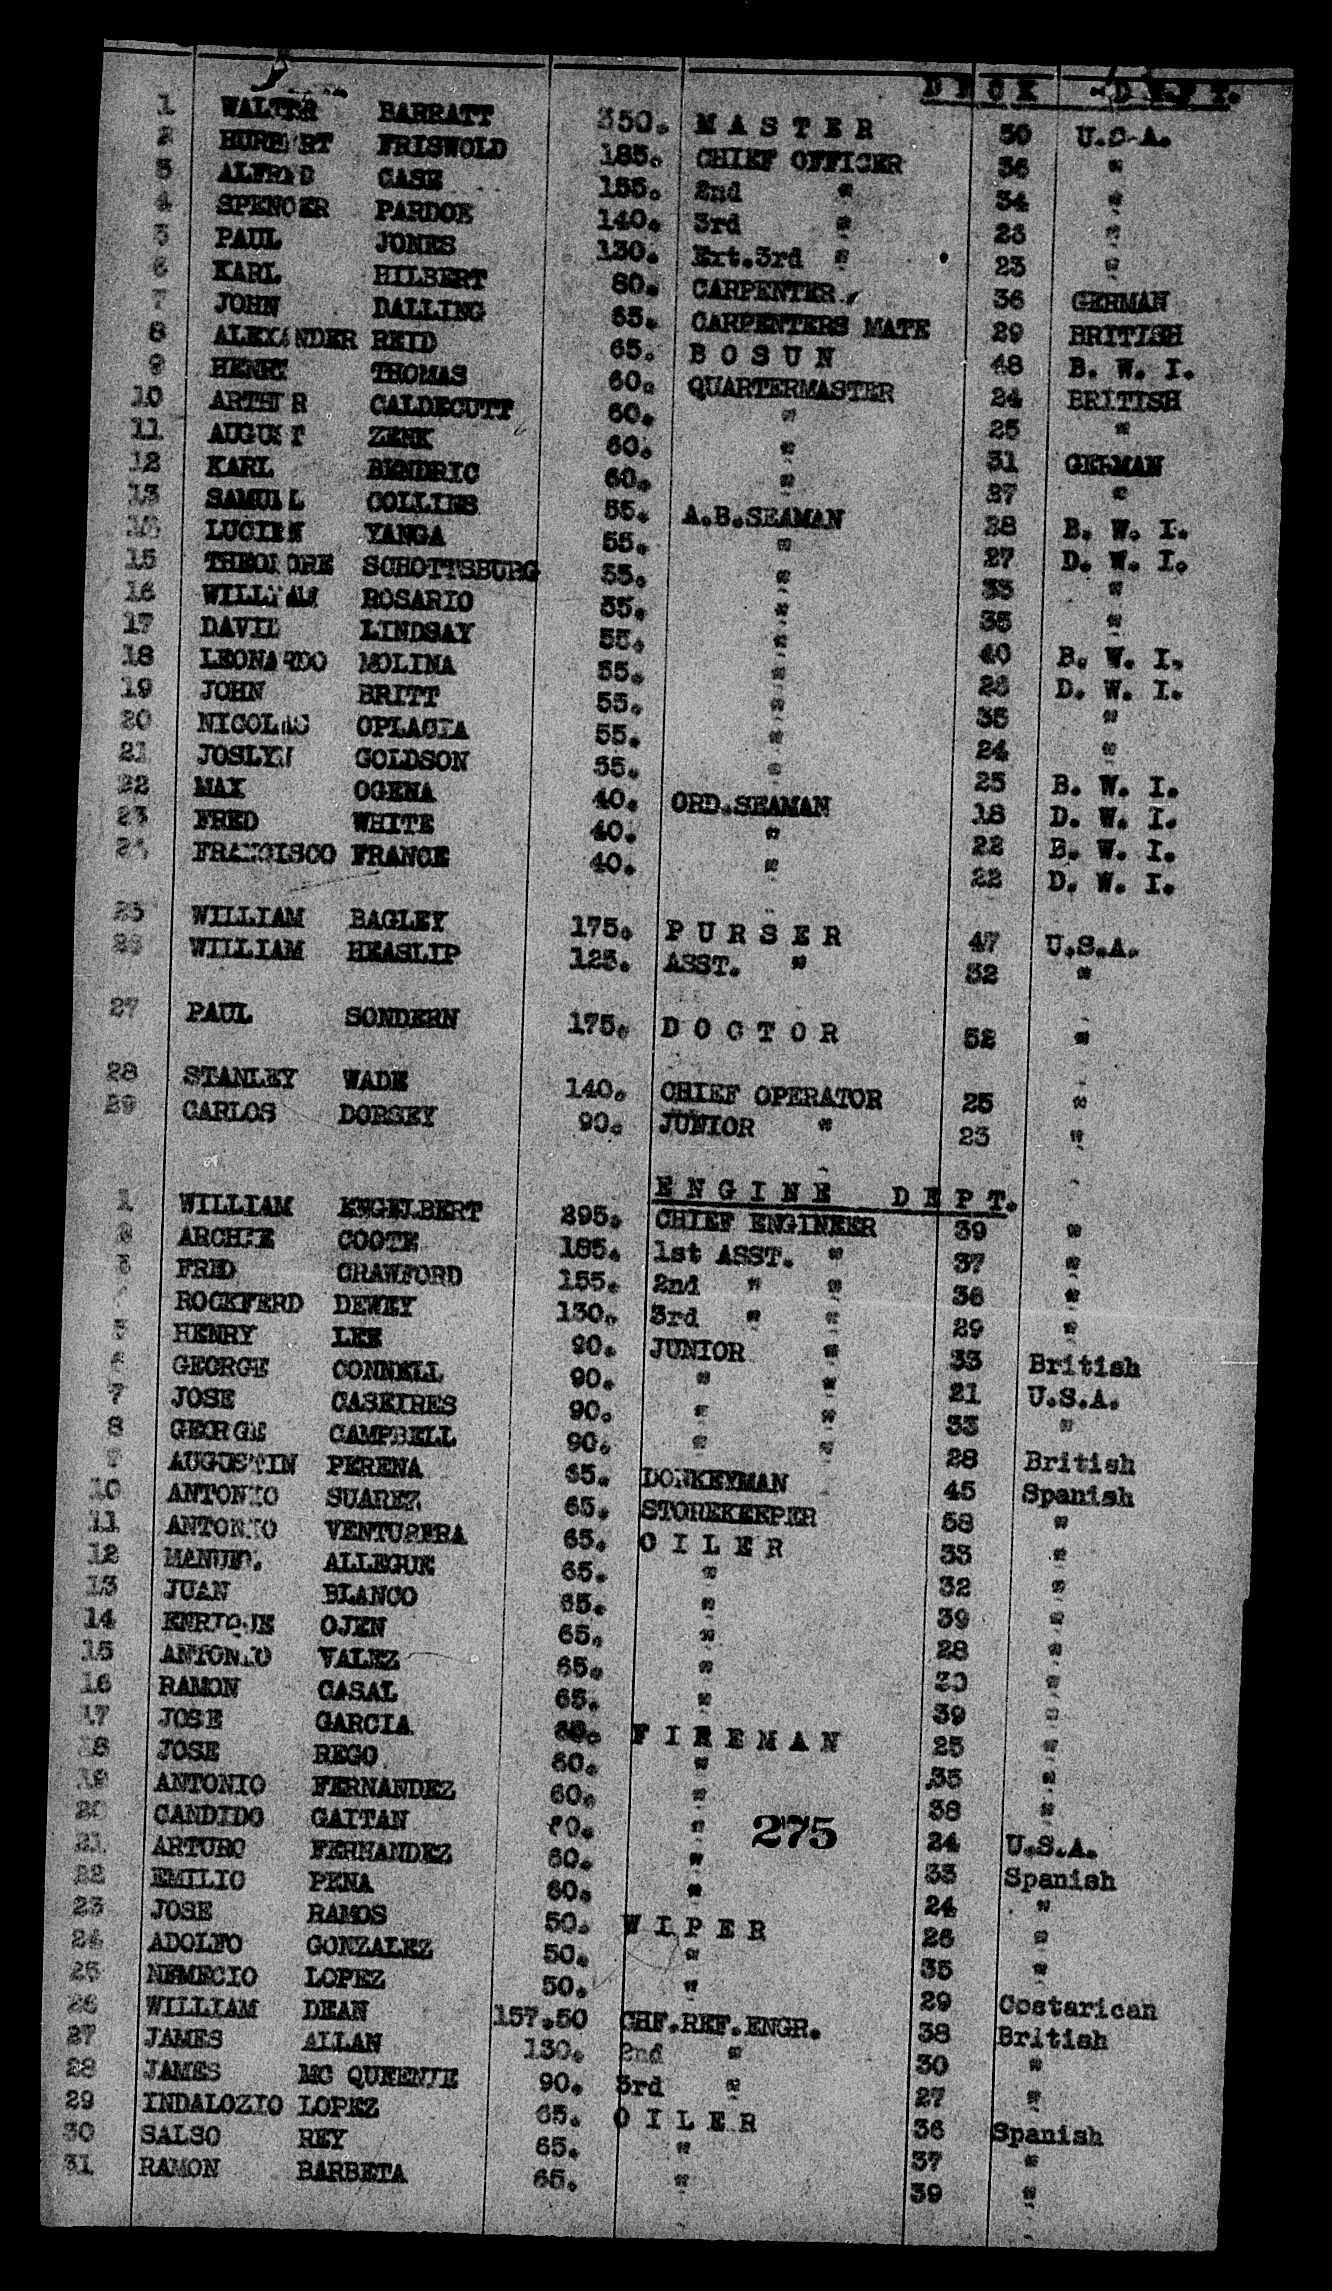 DECK DEPT.
1 WALTER BARRATT 350. MASTER 50 U.S.A.
2 HUBERT FRISWOLD 185. CHIEF OFFICER 36 "
3 ALFRED CASE 155. 2nd " 34 "
4 SPENCER PARDOE 140. 3rd " 23 "
5 PAUL JONES 130. Ext.3rd " 23 "
6 KARL HILBERT 80. CARPENTER 36 GERMAN
7 JOHN DALLING 65. CARPENTERS MATE 29 BRITISH
8 ALEXANDER REID 65. BOSUN 48 B. W. I.
9 HENRY THOMAS 60. QUARTERMASTER 24 BRITISH
10 ARTHUR CALDECUTT 60. " 25 "
11 AUGUST ZENK 60. " 31 GERMAN
12 KARL BENDRIC 60. " 27 "
13 SAMUEL COLLIES 55. A.B.SEAMAN 38 B. W. I.
14 LUCIEN YANGA 55. " 27 D. W. I.
15 THEODORE SCHOTTSBURG 55. " 33 "
16 WILLIAM ROSARIO 55. " 35 "
17 DAVID LINDSAY 55. " 40 B. W. I.
18 LEONARDO MOLINA 55. " 26 D. W. I.
19 JOHN BRITT 55. " 35 "
20 NICOLAS OPLACIA 55. " 24 "
21 JOSLYN GOLDSON 55. " 25 B. W. I.
22 MAX OGENA 40. ORD.SEAMAN 18 D. W. I.
23 FRED WHITE 40. " 22 B. W. I.
24 FRANCISCO FRANCE 40. " 22 D. W. I.
25 WILLIAM BAGLEY 175. PURSER 47 U.S.A.
26 WILLIAM HEASLIP 125. ASST. " 32 "
27 PAUL SONDERN 175. DOCTOR 52 "
28 STANLEY WADE 140. CHIEF OPERATOR 25 "
29 CARLOS DORSEY 90. JUNIOR " 23 "
ENGINE DEPT.
1 WILLIAM ENGELBERT 295. CHIEF ENGINEER 39 "
2 ARCHIE COOTE 185. 1st ASST. " 37 "
3 FRED CRAWFORD 155. 2nd " " 36 "
4 ROCKFERD DEWEY 130. 3rd " " 29 "
5 HENRY LEE 90. JUNIOR " 33 British
6 GEORGE CONNELL 90. " " 21 U.S.A.
7 JOSE CASEIRES 90. " " 33 "
8 GEORGE CAMPBELL 90. " " 28 British
9 AUGUSTIN PERENA 65. DONKEYMAN 45 Spanish
10 ANTONIO SUAREZ 65. STOREKEEPER 58 "
11 ANTONIO VENTURERA 65. OILER 33 "
12 MANUEL ALLEGUE 65. " 32 "
13 JUAN BLANCO 65. " 39 "
14 ENRIQUE OJEN 65. " 28 "
15 ANTONIO VALEZ 65. " 30 "
16 RAMON CASAL 65. " 39 "
17 JOSE GARCIA 60. FIREMAN 25 "
18 JOSE REGO 60. " 35 "
19 ANTONIO FERNANDEZ 60. " 38 "
20 CANDIDO GAITAN 60. " 24 U.S.A.
275
21 ARTURO FERNANDEZ 60. " 33 Spanish
22 EMILIO PENA 60. " 24 "
23 JOSE RAMOS 50. WIPER 26 "
24 ADOLFO GONZALEZ 50. " 35 "
25 NEMECIO LOPEZ 50. " 29 Costarican
26 WILLIAM DEAN 157.50 CHF.REF.ENGR. 38 British
27 JAMES ALLAN 130. 2nd " 30 "
28 JAMES MC QUEENIE 90. 3rd " 27 "
29 INDALOZIO LOPEZ 65. OILER 36 Spanish
30 SALSO REY 65. " 37 "
31 RAMON BARBETA 65. " 39 "